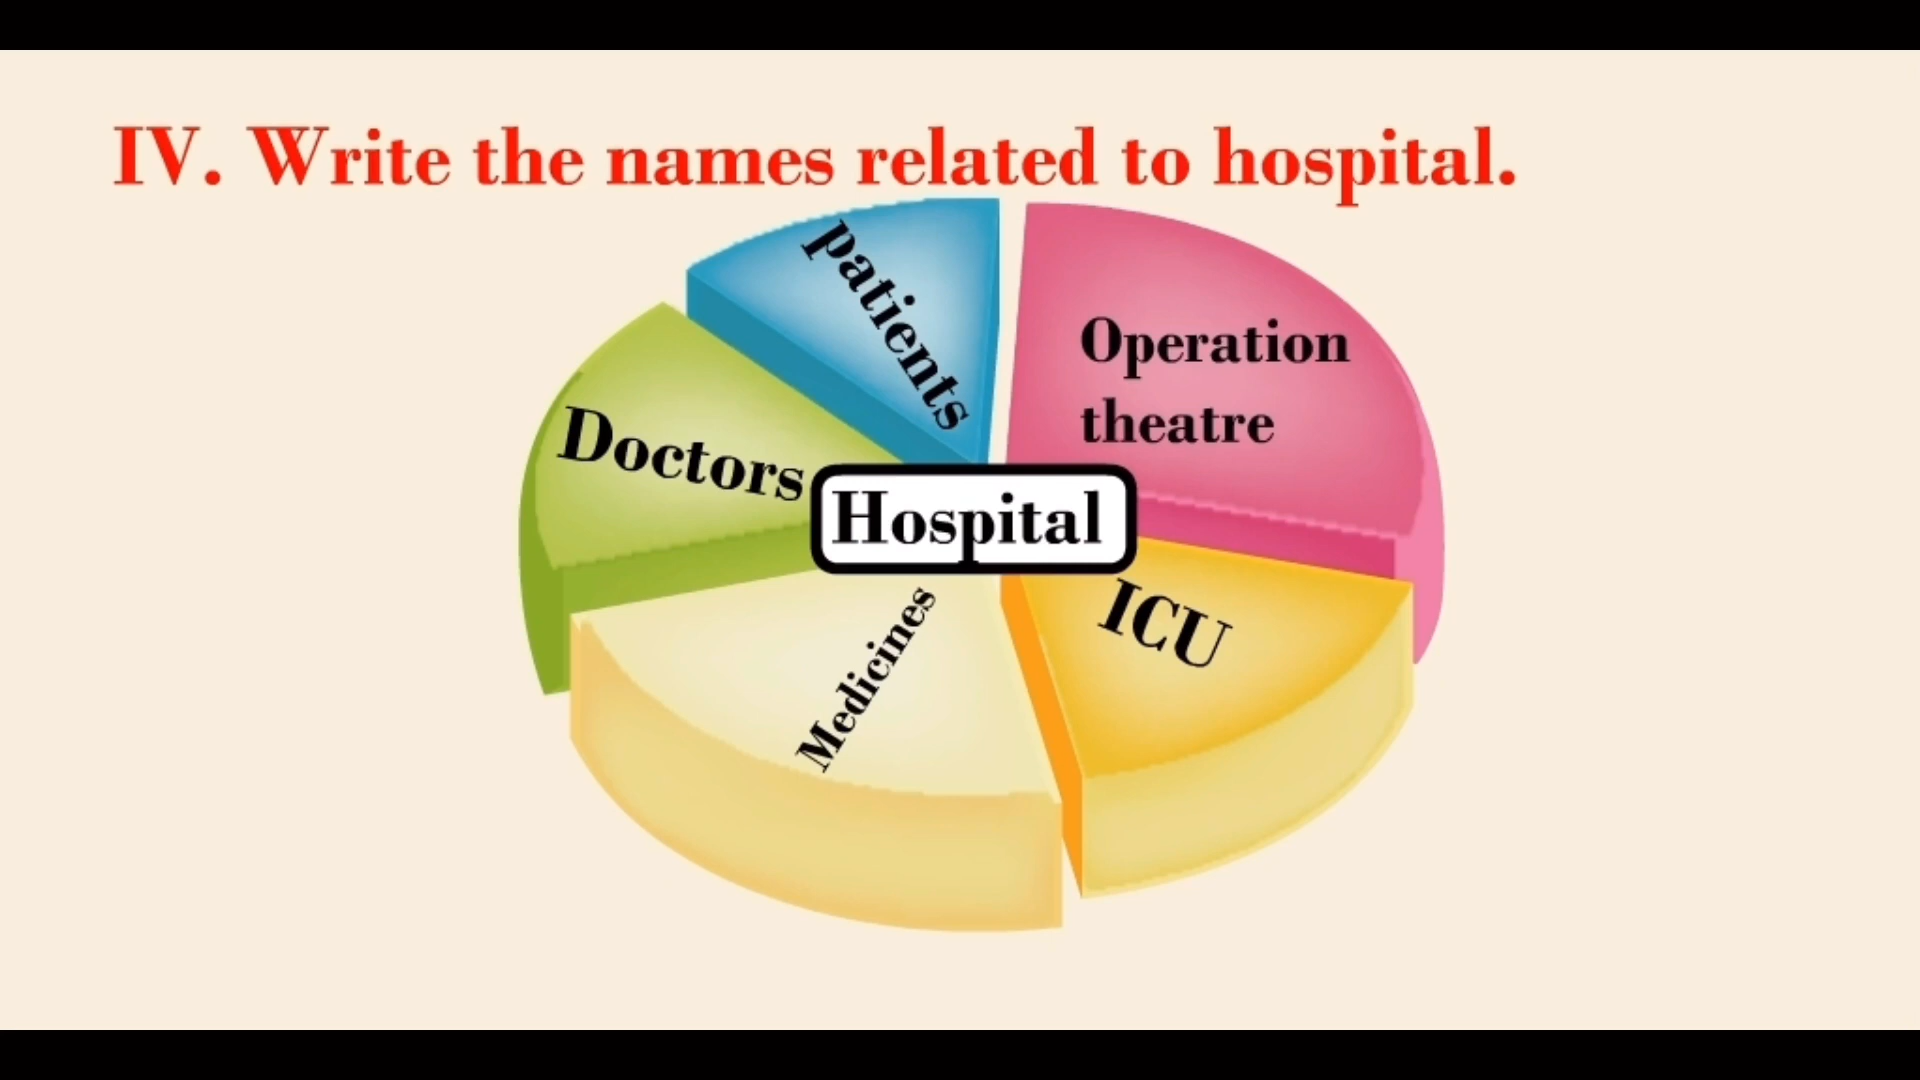 IV. Write the names related to hospital.
patients
Operation
theatre
Doctors
Hospital
ICU
Medicines